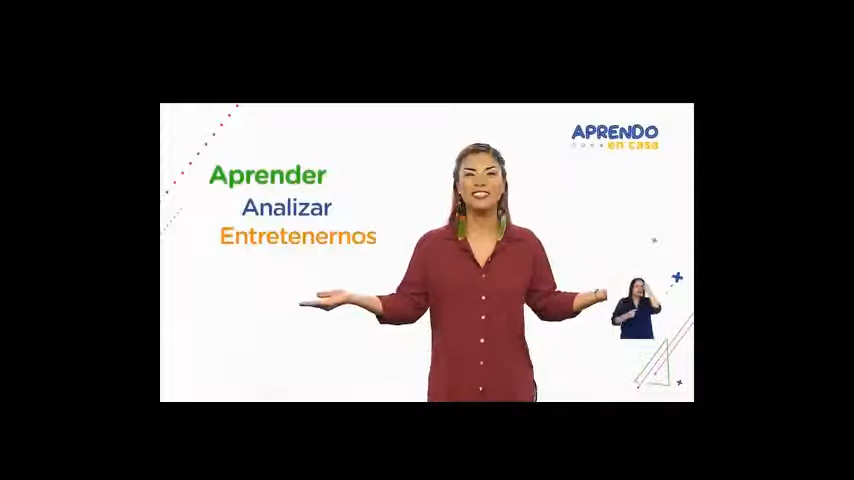 APRENDO
en casa
Aprender
Analizar
Entretenernos